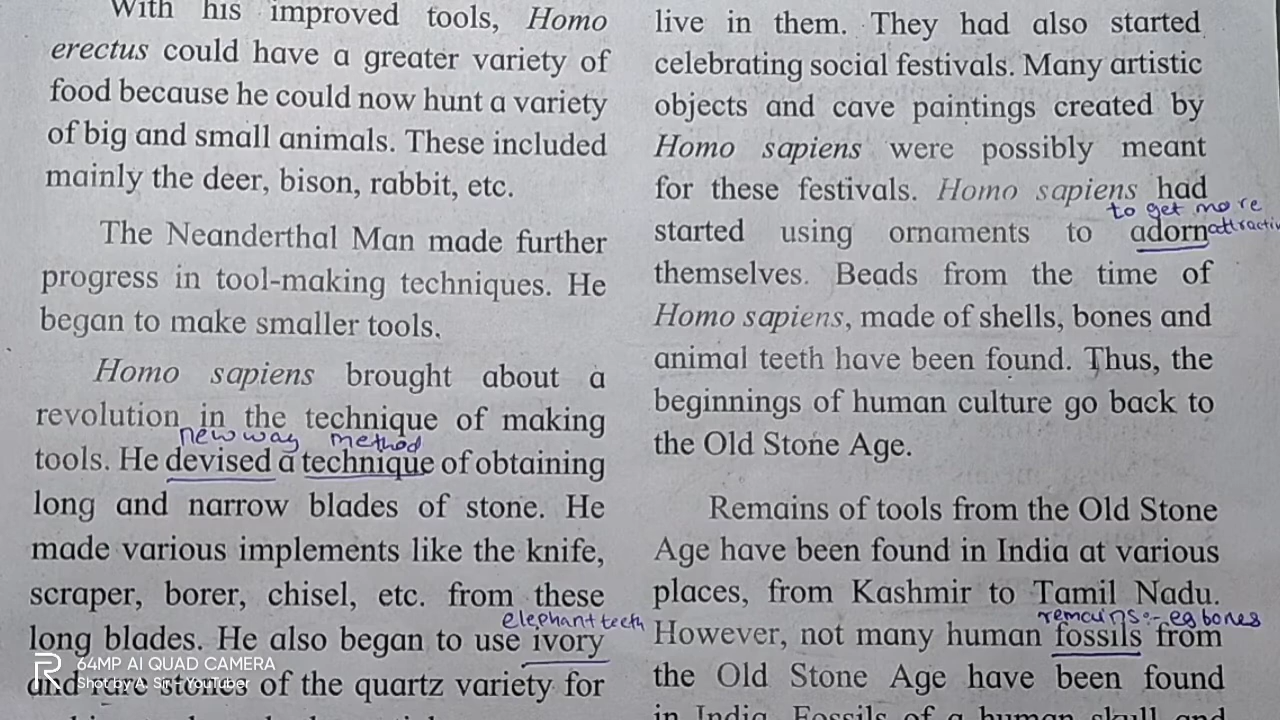 With his improved tools, Homo
erectus could have a greater variety of
food because he could now hunt a variety
of big and small animals. These included
mainly the deer, bison, rabbit, etc.
The Neanderthal Man made further
progress in tool-making techniques. He
began to make smaller tools.
Homo sapiens brought about a
revolution in the technique of making
new way method
tools. He devised a technique of obtaining
long and narrow blades of stone. He
made various implements like the knife,
scraper, borer, chisel, etc. from these
elephant teeth
long blades. He also began to use ivory
and stone of the quartz variety for
live in them. They had also started
celebrating social festivals. Many artistic
objects and cave paintings created by
Homo sapiens were possibly meant
for these festivals. Homo sapiens had
to get more
started using ornaments to adorn attractiv
themselves. Beads from the time of
Homo sapiens, made of shells, bones and
animal teeth have been found. Thus, the
beginnings of human culture go back to
the Old Stone Age.
Remains of tools from the Old Stone
Age have been found in India at various
places, from Kashmir to Tamil Nadu.
remains:- eg bones
However, not many human fossils from
the Old Stone Age have been found
in India. Fossils of a human skull and
64MP AI QUAD CAMERA
Shot by A. Sir - YouTuber